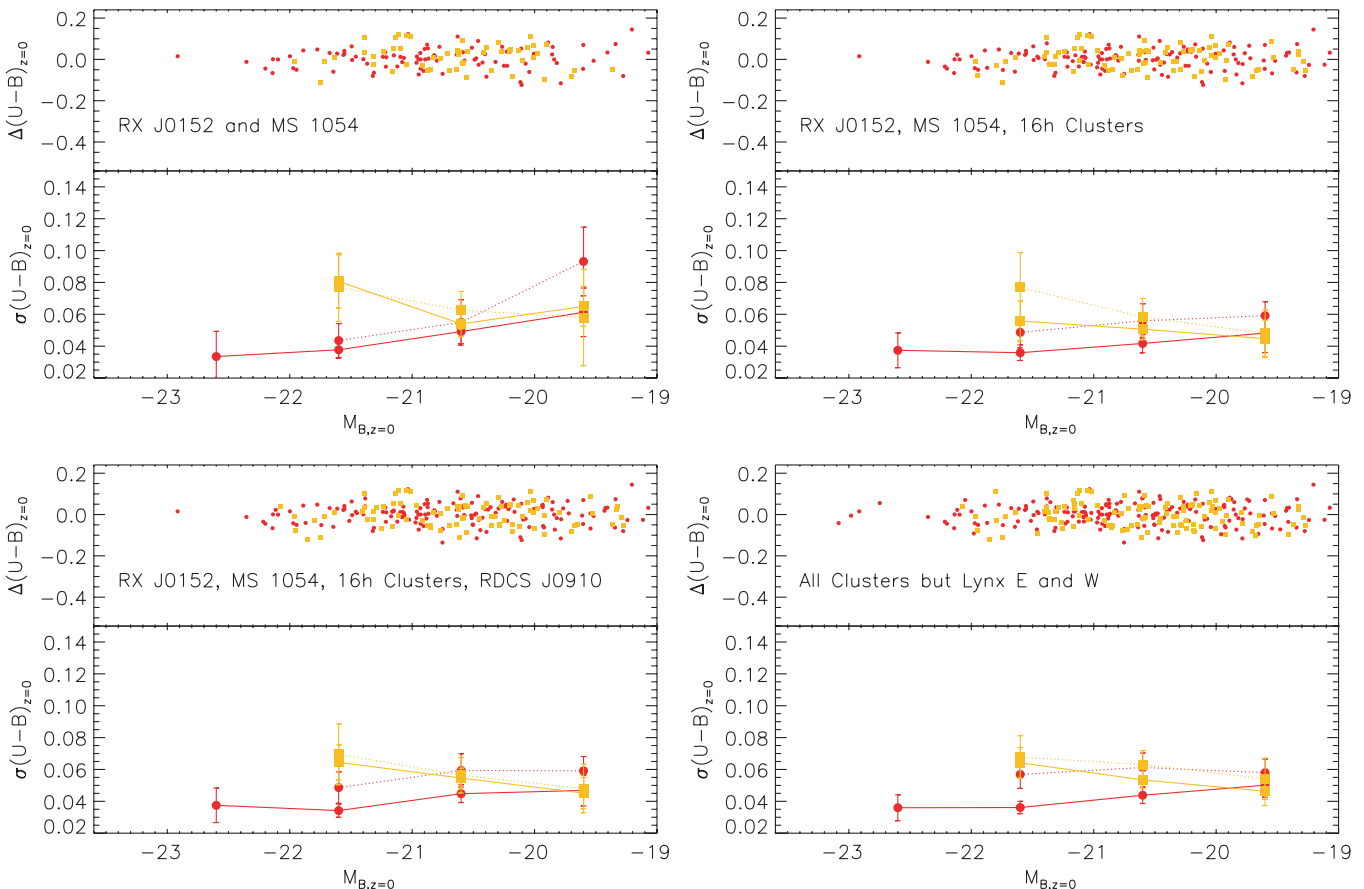 0.2
0.0
−0.2
−0.4
Δ(U−B)z=0
RX J0152 and MS 1054
0.14
0.12
0.10
0.08
0.06
0.04
0.02
σ(U−B)z=0
−23 −22 −21 −20 −19
MB,z=0
0.2
0.0
−0.2
−0.4
Δ(U−B)z=0
RX J0152, MS 1054, 16h Clusters
0.14
0.12
0.10
0.08
0.06
0.04
0.02
σ(U−B)z=0
−23 −22 −21 −20 −19
MB,z=0
0.2
0.0
−0.2
−0.4
Δ(U−B)z=0
RX J0152, MS 1054, 16h Clusters, RDCS J0910
0.14
0.12
0.10
0.08
0.06
0.04
0.02
σ(U−B)z=0
−23 −22 −21 −20 −19
MB,z=0
0.2
0.0
−0.2
−0.4
Δ(U−B)z=0
All Clusters but Lynx E and W
0.14
0.12
0.10
0.08
0.06
0.04
0.02
σ(U−B)z=0
−23 −22 −21 −20 −19
MB,z=0